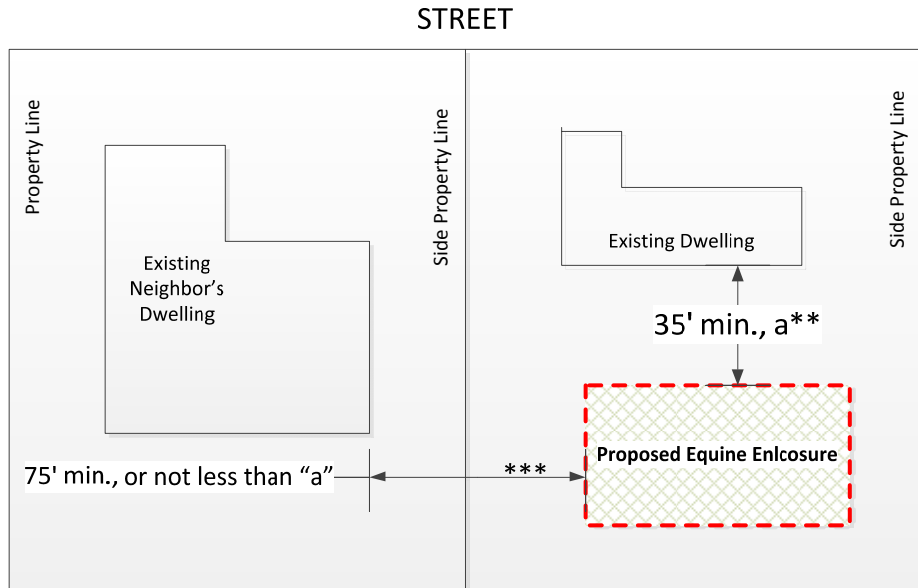 STREET
Property Line
Side Property Line
Side Property Line
Existing
Neighbor's
Dwelling
Existing Dwelling
35' min., a**
Proposed Equine Enlcosure
75' min., or not less than “a”
***